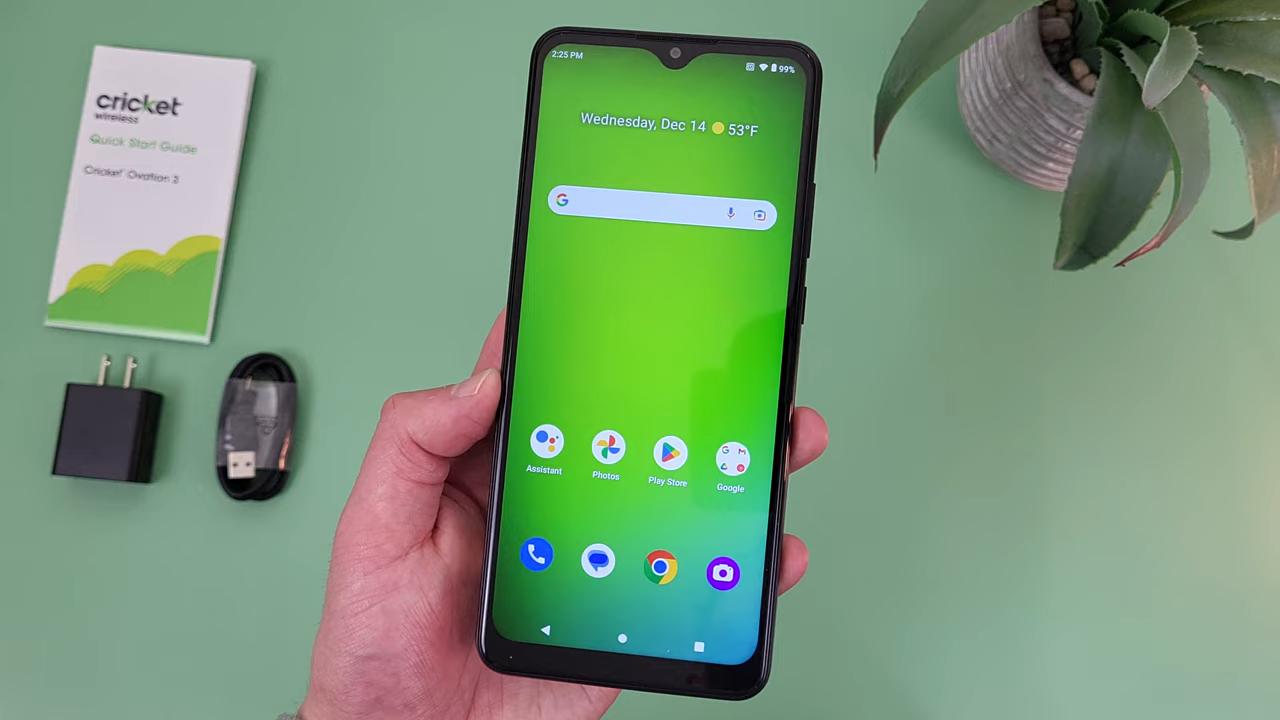 cricket
wireless
Quick Start Guide
Cricket® Ovation 3
2:25 PM
99%
Wednesday, Dec 14 53°F
Assistant
Photos
Play Store
Google